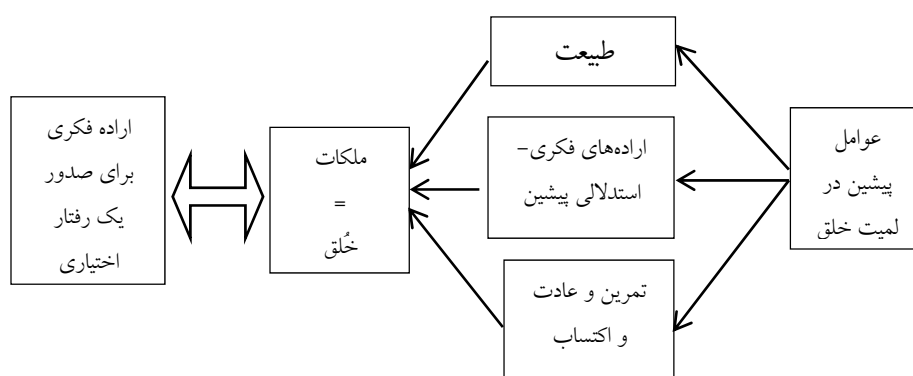 عوامل
پیشین در
لمیت خلق
طبیعت
اراده‌های فکری-
استدلالی پیشین
تمرین و عادت
و اکتساب
ملکات
=
خُلق
اراده فکری
برای صدور
یک رفتار
اختیاری